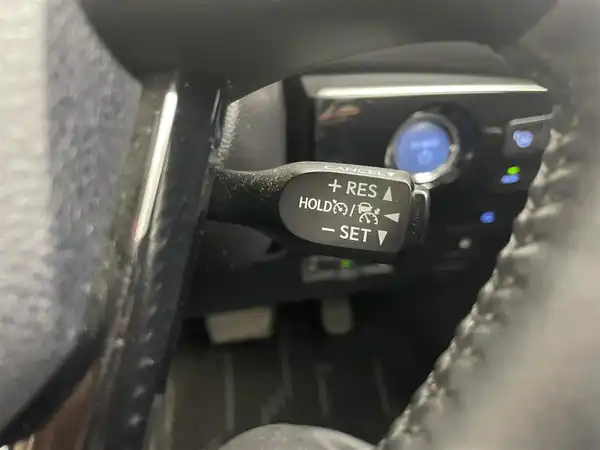 CANCEL
+ RES ▲
HOLD /
− SET ▼